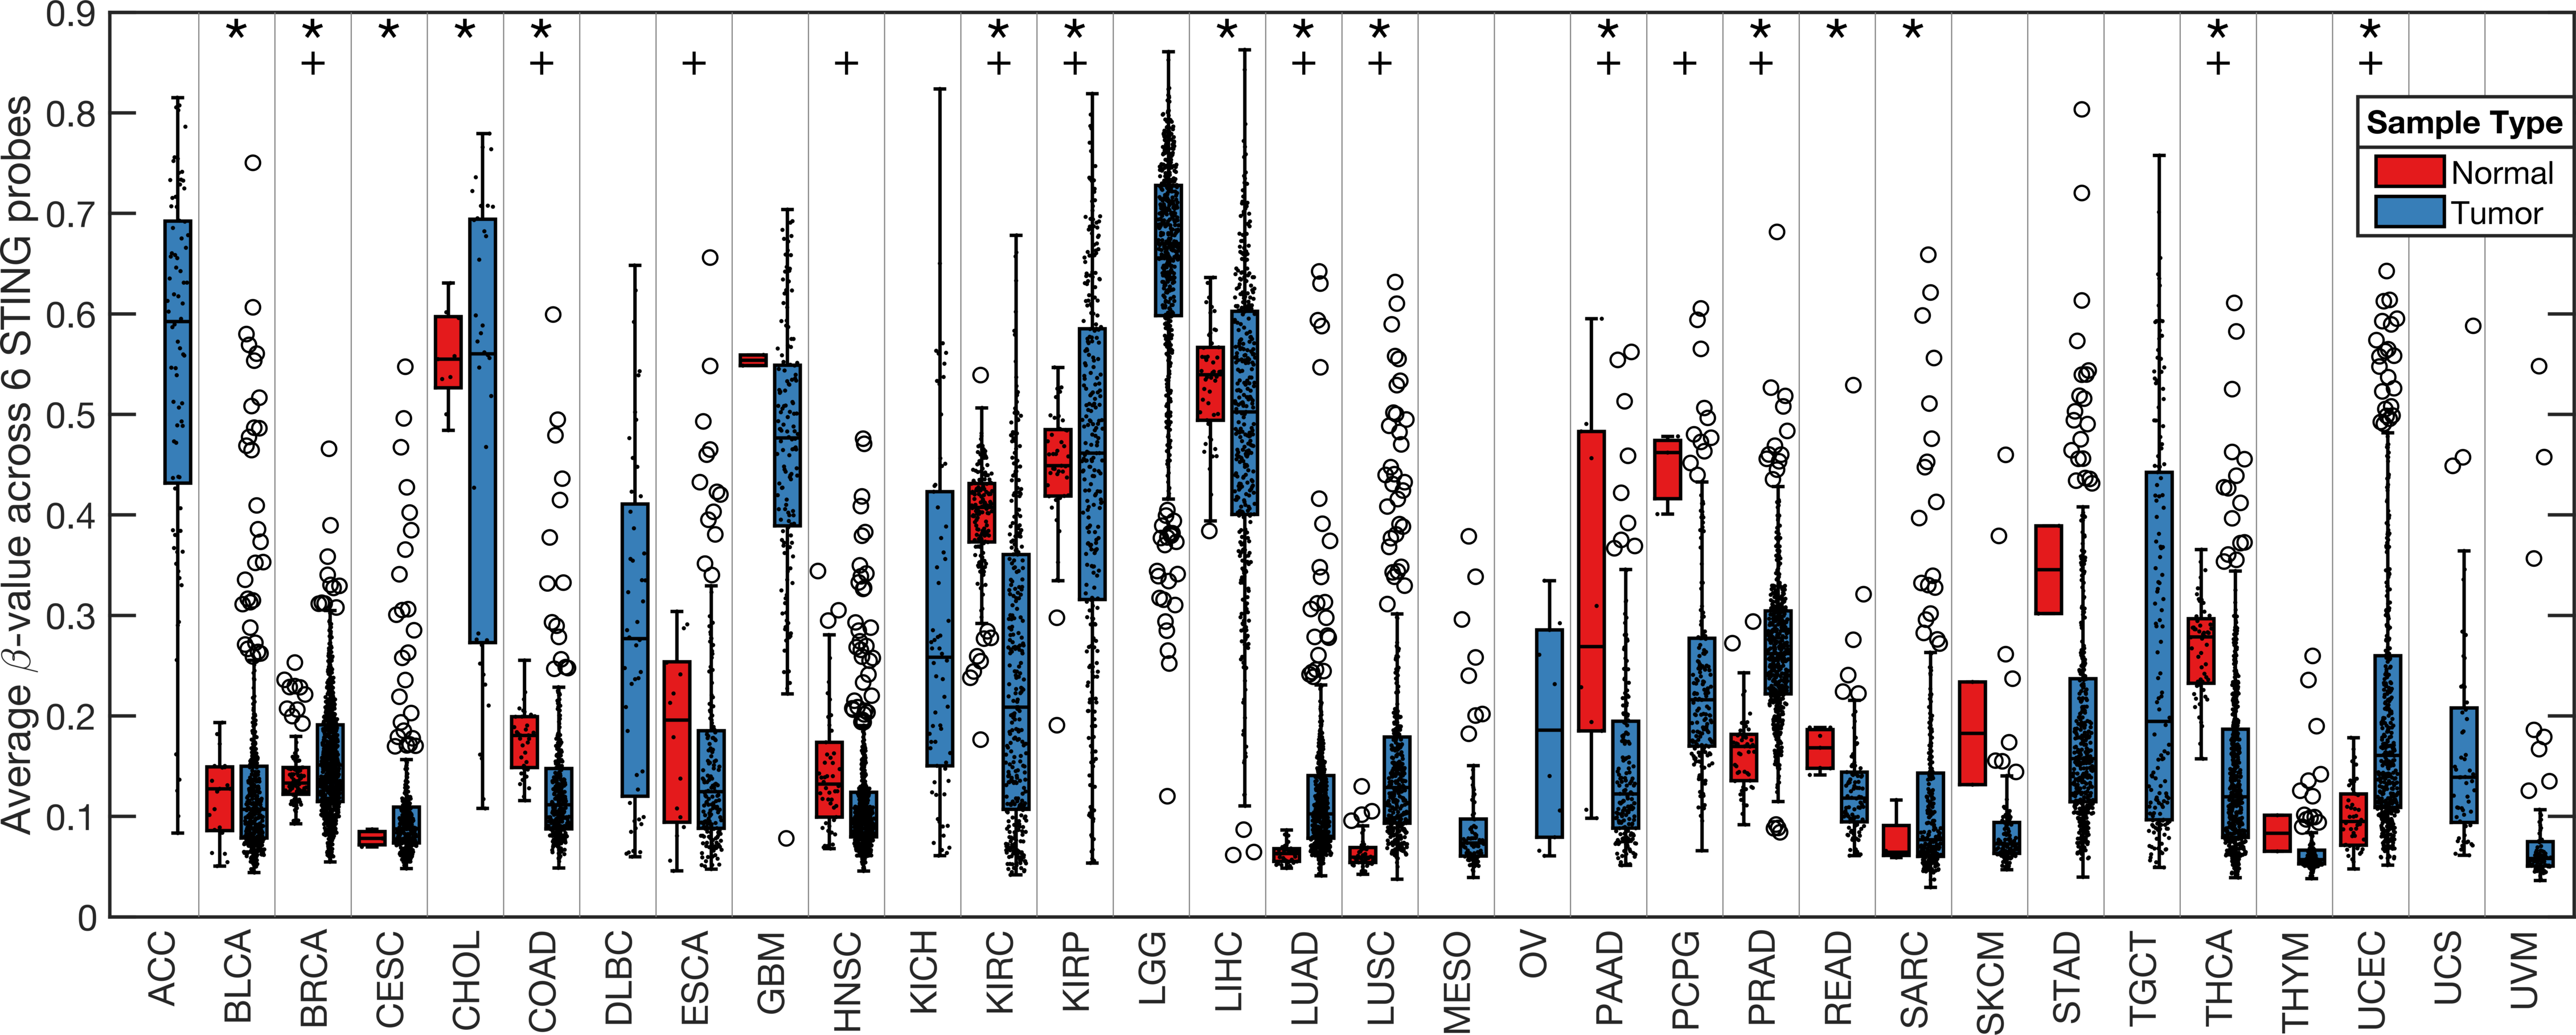 Average β-value across 6 STING probes
0.9
0.8
0.7
0.6
0.5
0.4
0.3
0.2
0.1
0
* * * * * * * * * * * * * * * *
+ + + + + + + + + + + + +
Sample Type
Normal
Tumor
ACC BLCA BRCA CESC CHOL COAD DLBC ESCA GBM HNSC KICH KIRC KIRP LGG LIHC LUAD LUSC MESO OV PAAD PCPG PRAD READ SARC SKCM STAD TGCT THCA THYM UCEC UCS UVM